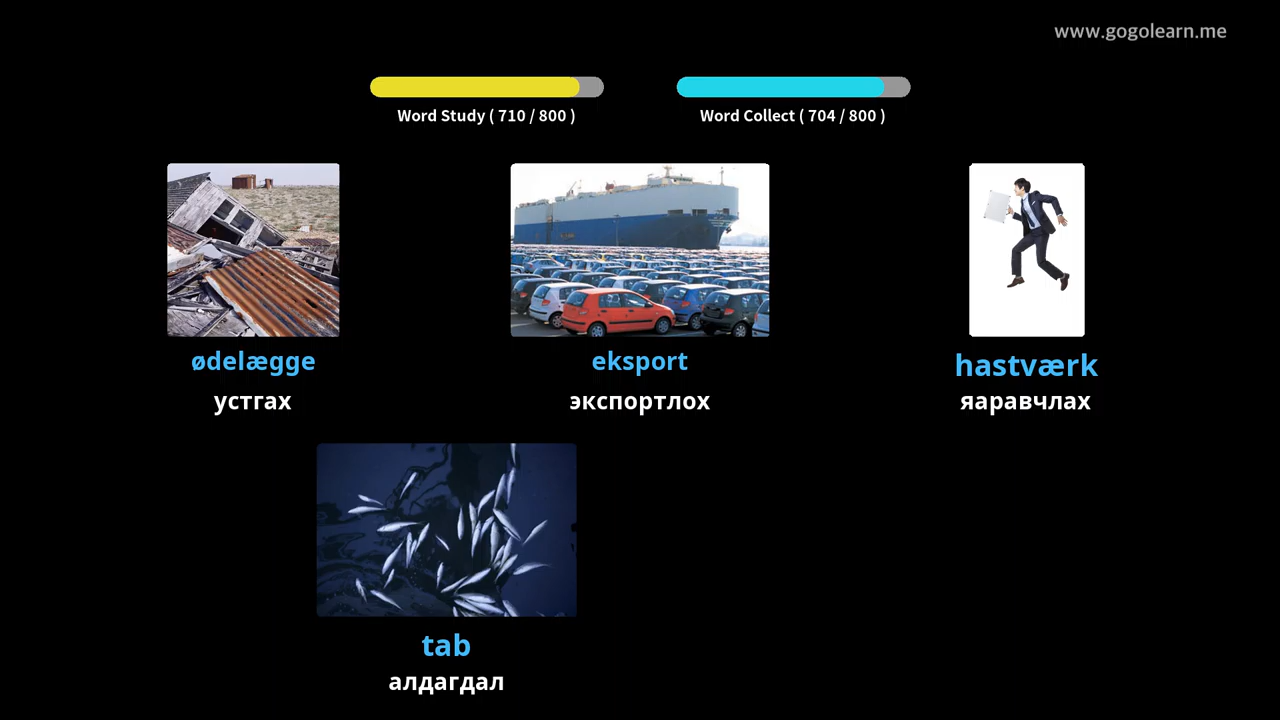 www.gogolearn.me
Word Study ( 710 / 800 )
Word Collect ( 704 / 800 )
ødelægge
устгах
eksport
экспортлох
hastværk
яаравчлах
tab
алдагдал